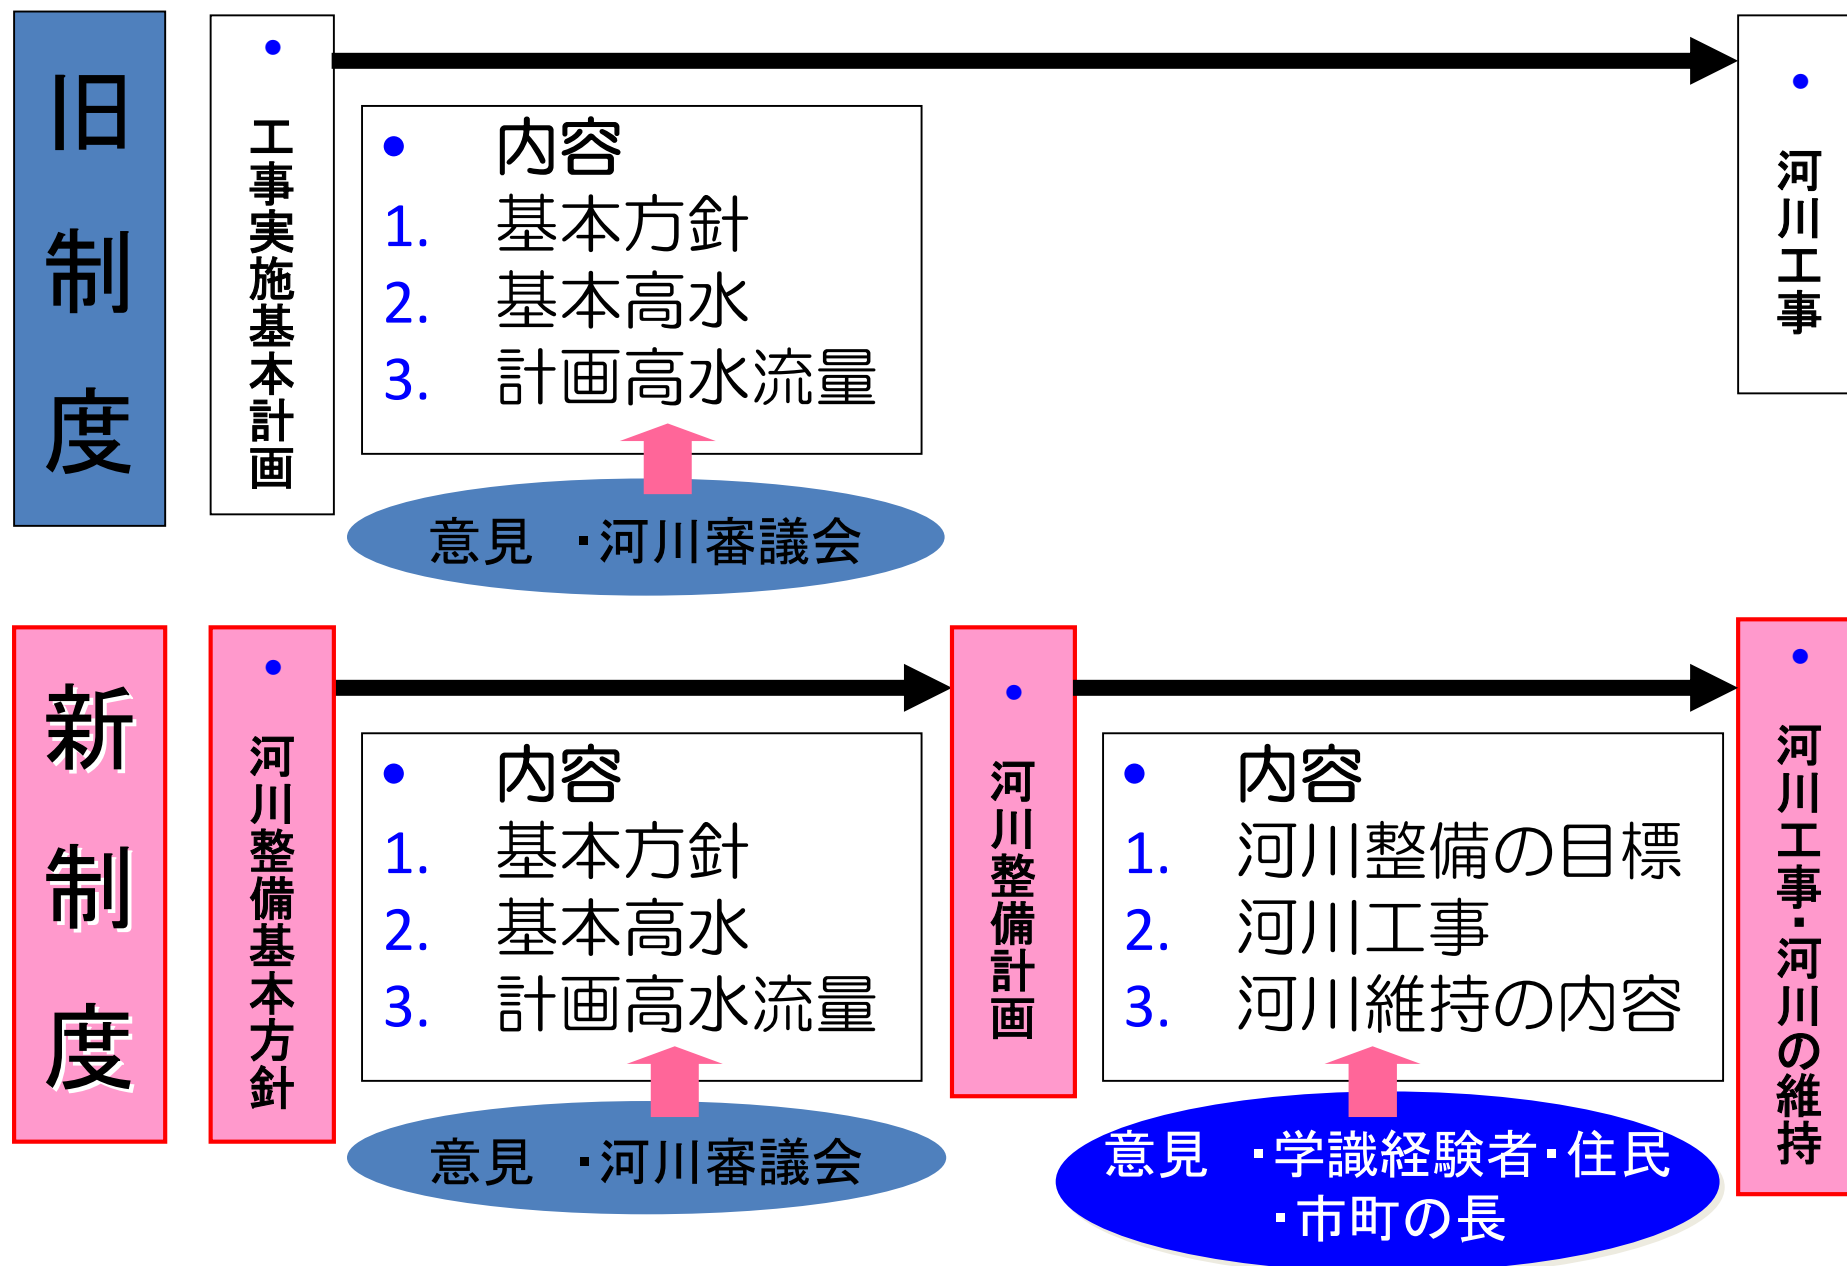 旧制度
• 工事実施基本計画
• 内容
1. 基本方針
2. 基本高水
3. 計画高水流量
意見 ・河川審議会
• 河川工事
新制度
• 河川整備基本方針
• 内容
1. 基本方針
2. 基本高水
3. 計画高水流量
意見 ・河川審議会
• 河川整備計画
• 内容
1. 河川整備の目標
2. 河川工事
3. 河川維持の内容
意見 ・学識経験者・住民
・市町の長
• 河川工事・河川の維持